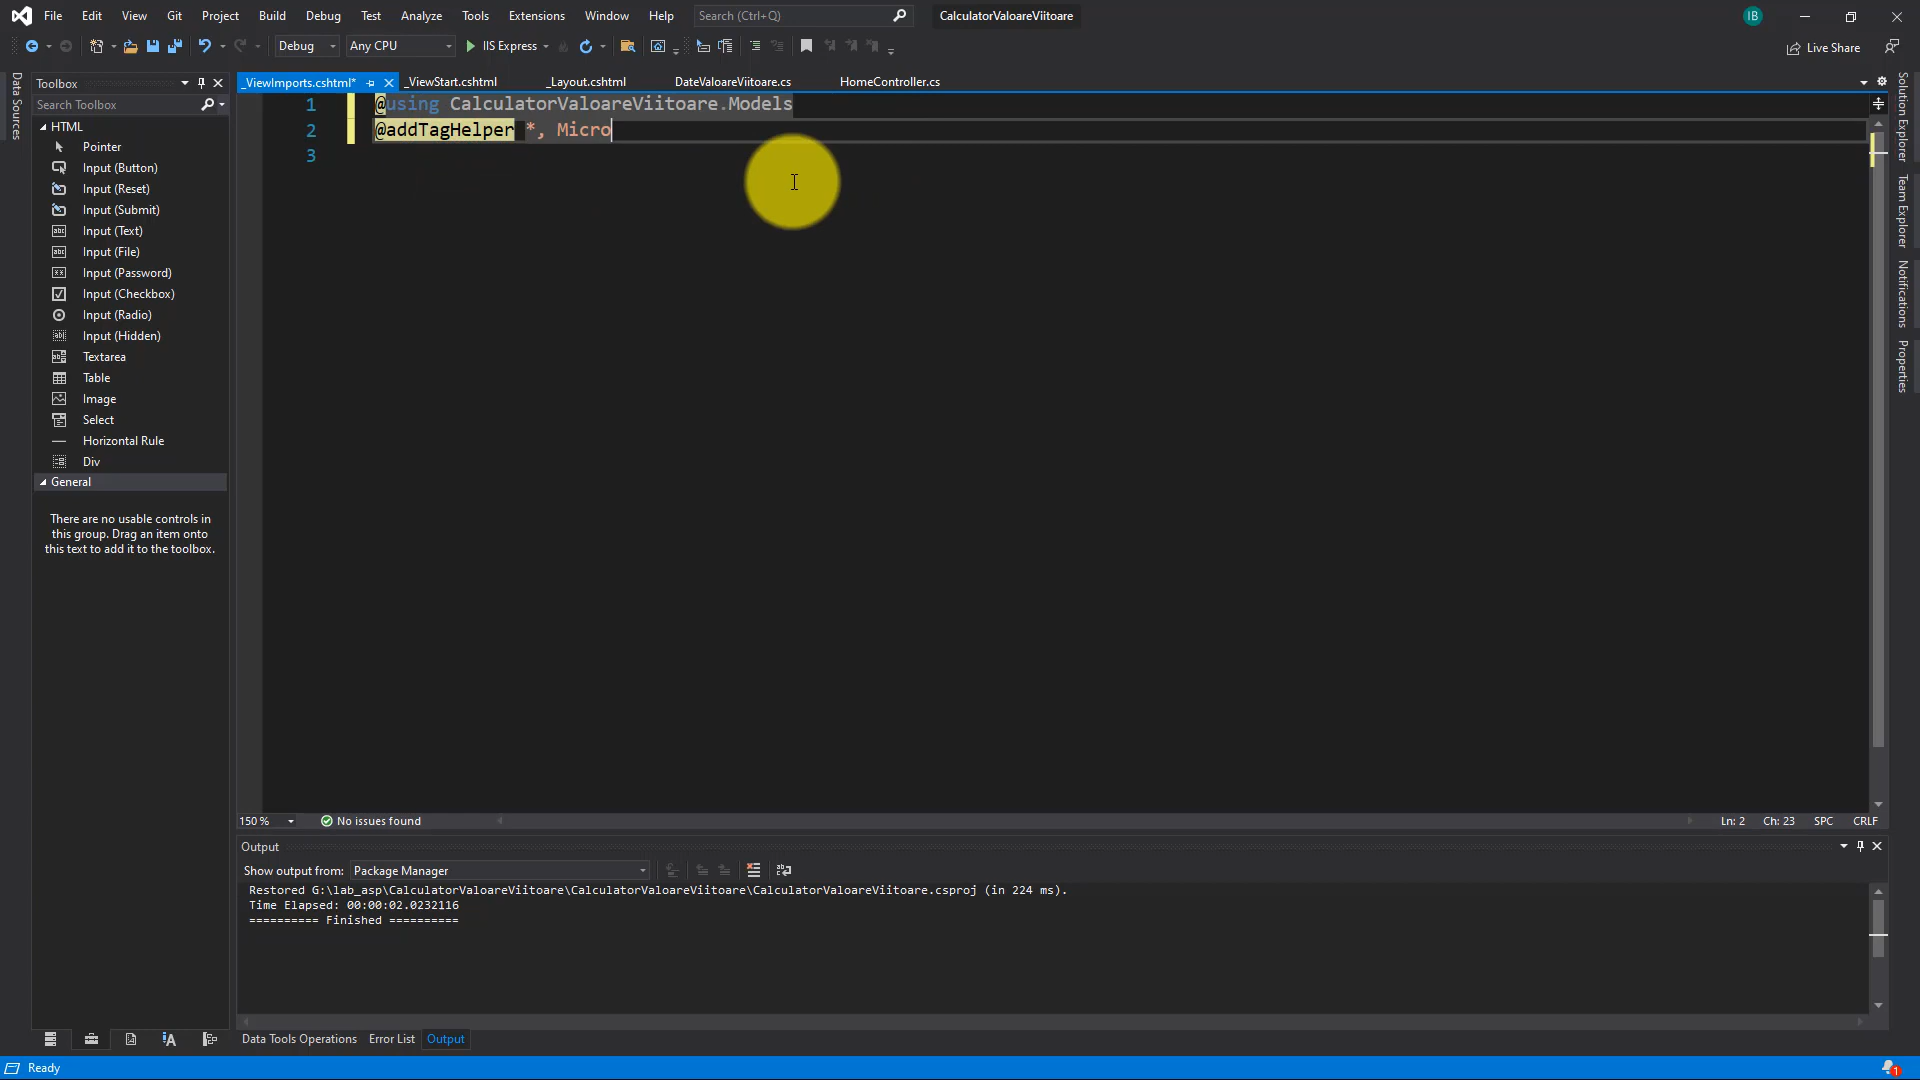 File Edit View Git Project Build Debug Test Analyze Tools Extensions Window Help Search (Ctrl+Q) CalculatorValoareViitoare IB
Debug Any CPU IIS Express Live Share
Data Sources
Toolbox
Search Toolbox
HTML
Pointer
Input (Button)
Input (Reset)
Input (Submit)
Input (Text)
Input (File)
Input (Password)
Input (Checkbox)
Input (Radio)
Input (Hidden)
Textarea
Table
Image
Select
Horizontal Rule
Div
General
There are no usable controls in
this group. Drag an item onto
this text to add it to the toolbox.
_ViewImports.cshtml* _ViewStart.cshtml _Layout.cshtml DateValoareViitoare.cs HomeController.cs
1 @using CalculatorValoareViitoare.Models
2 @addTagHelper *, Micro
3
150 % No issues found Ln: 2 Ch: 23 SPC CRLF
Output
Show output from: Package Manager
Restored G:\lab_asp\CalculatorValoareViitoare\CalculatorValoareViitoare\CalculatorValoareViitoare.csproj (in 224 ms).
Time Elapsed: 00:00:02.0232116
========== Finished ==========
Data Tools Operations Error List Output
Solution Explorer
Team Explorer
Notifications
Properties
Ready 1